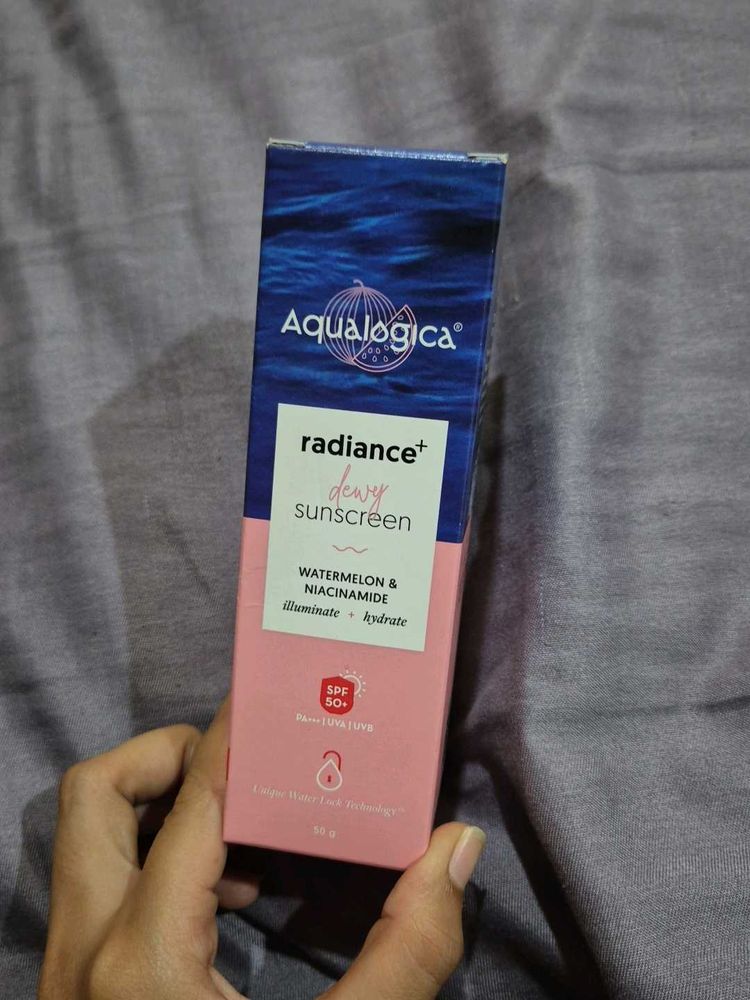 Aqualogica®
radiance+
dewy
sunscreen
WATERMELON &
NIACINAMIDE
illuminate + hydrate
SPF
50+
PA+++ | UVA | UVB
Unique Water Lock Technology™
50 g